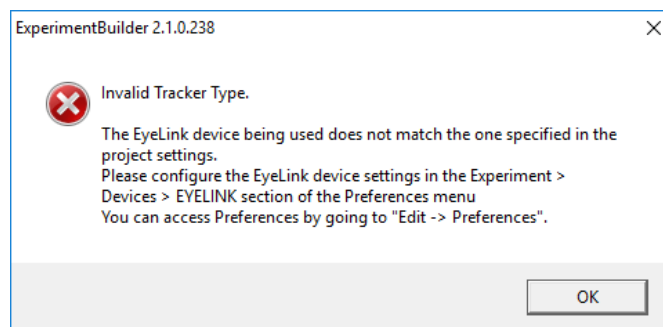 ExperimentBuilder 2.1.0.238
Invalid Tracker Type.
The EyeLink device being used does not match the one specified in the
project settings.
Please configure the EyeLink device settings in the Experiment >
Devices > EYELINK section of the Preferences menu
You can access Preferences by going to "Edit -> Preferences".
OK